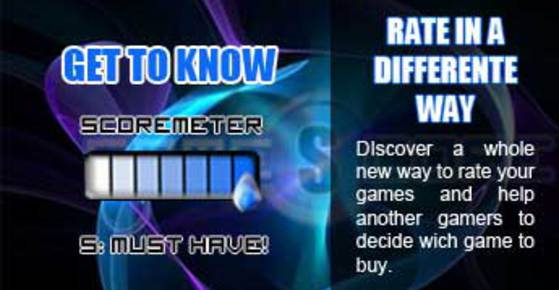 GET TO KNOW
SCOREMETER
S: MUST HAVE!
RATE IN A
DIFFERENTE
WAY
DIscover a whole
new way to rate your
games and help
another gamers to
decide wich game to
buy.